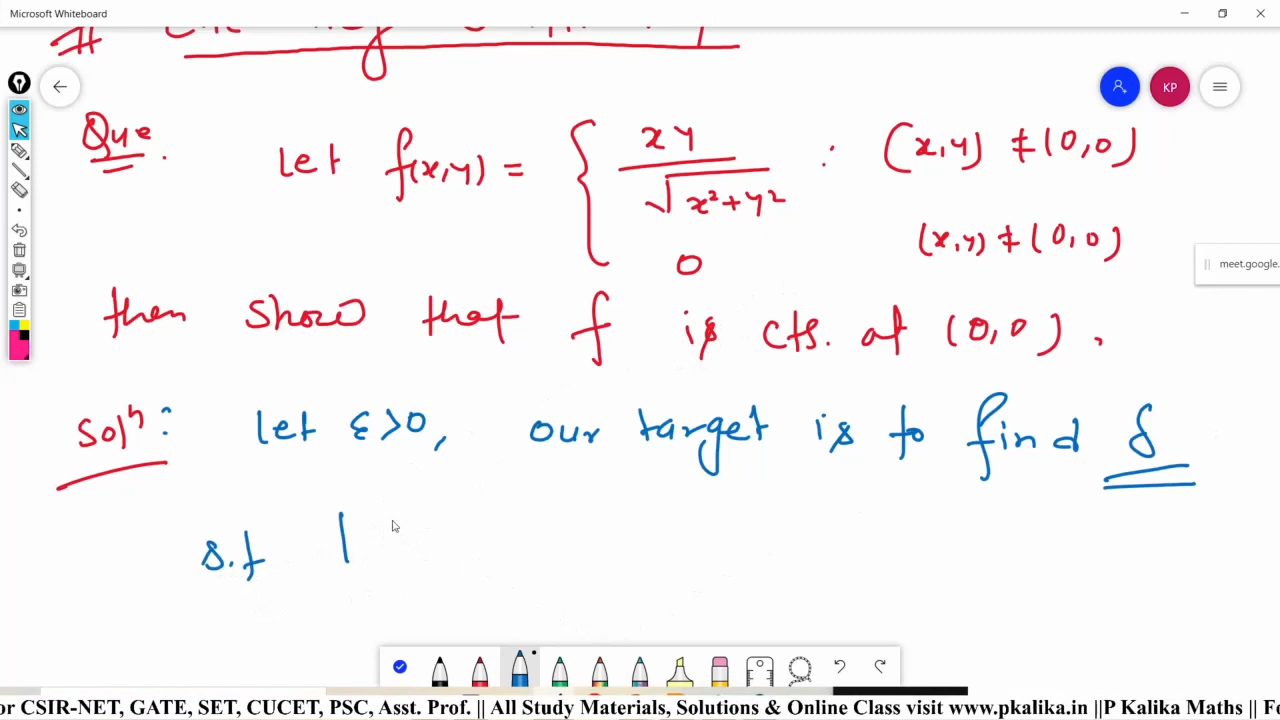 Microsoft Whiteboard
KP
Que. Let f(x,y) = { xy / √x²+y² : (x,y) ≠ (0,0)
0 (x,y) ≠ (0,0)
meet.google.
then show that f is cts. at (0,0).
Solⁿ: Let ε>0, our target is to find δ
s.t |
or CSIR-NET, GATE, SET, CUCET, PSC, Asst. Prof. || All Study Materials, Solutions & Online Class visit www.pkalika.in ||P Kalika Maths || Fo